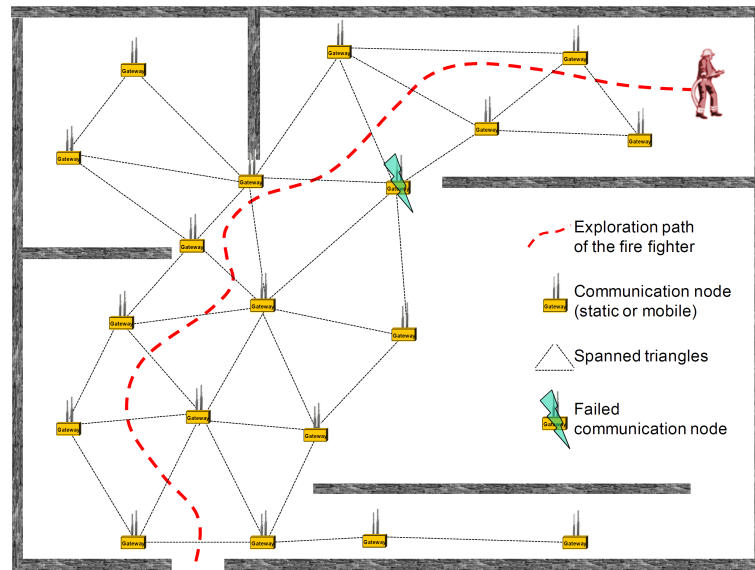 Gateway
Gateway
Gateway
Gateway
Gateway
Gateway
Gateway
Gateway
Exploration path
of the fire fighter
Gateway
Gateway
Gateway
Communication node
(static or mobile)
Gateway
Gateway
Spanned triangles
Gateway
Gateway
Gateway
Gateway
Failed
communication node
Gateway
Gateway
Gateway
Gateway